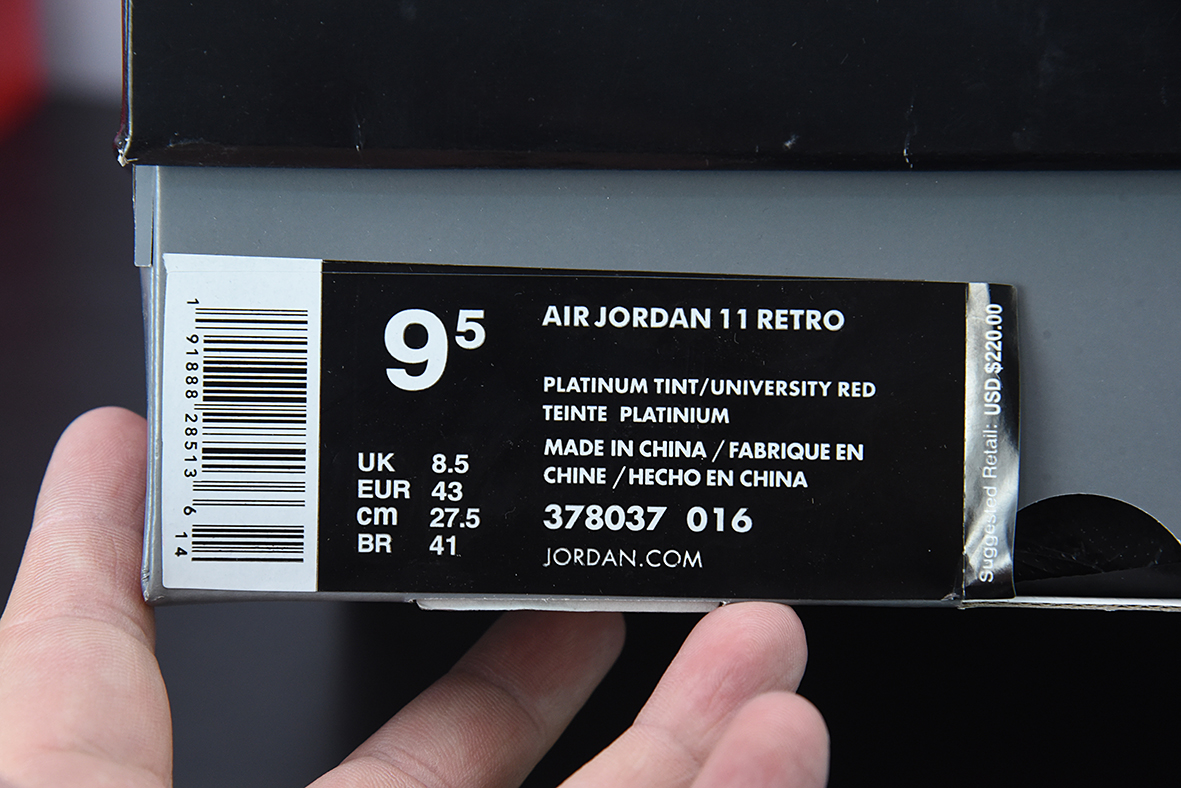 1 91888 28513 6 14
9⁵
UK 8.5
EUR 43
cm 27.5
BR 41
AIR JORDAN 11 RETRO
PLATINUM TINT/UNIVERSITY RED
TEINTE PLATINIUM
MADE IN CHINA / FABRIQUE EN
CHINE / HECHO EN CHINA
378037 016
JORDAN.COM
Suggested Retail: USD $220.00